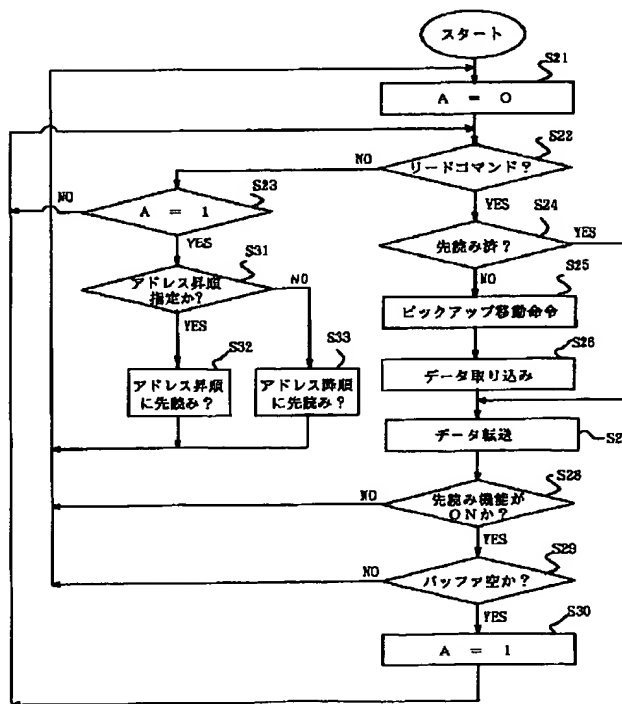 スタート
S21
A = 0
S22
リードコマンド?
NO
YES
S23
A = 1
NO
YES
S24
先読み済?
YES
NO
S31
アドレス昇順
指定か?
NO
YES
S25
ピックアップ移動命令
S26
データ取り込み
S32
アドレス昇順
に先読み?
S33
アドレス降順
に先読み?
データ転送
S2
S28
先読み機能が
ONか?
NO
YES
S29
バッファ空か?
NO
YES
S30
A = 1